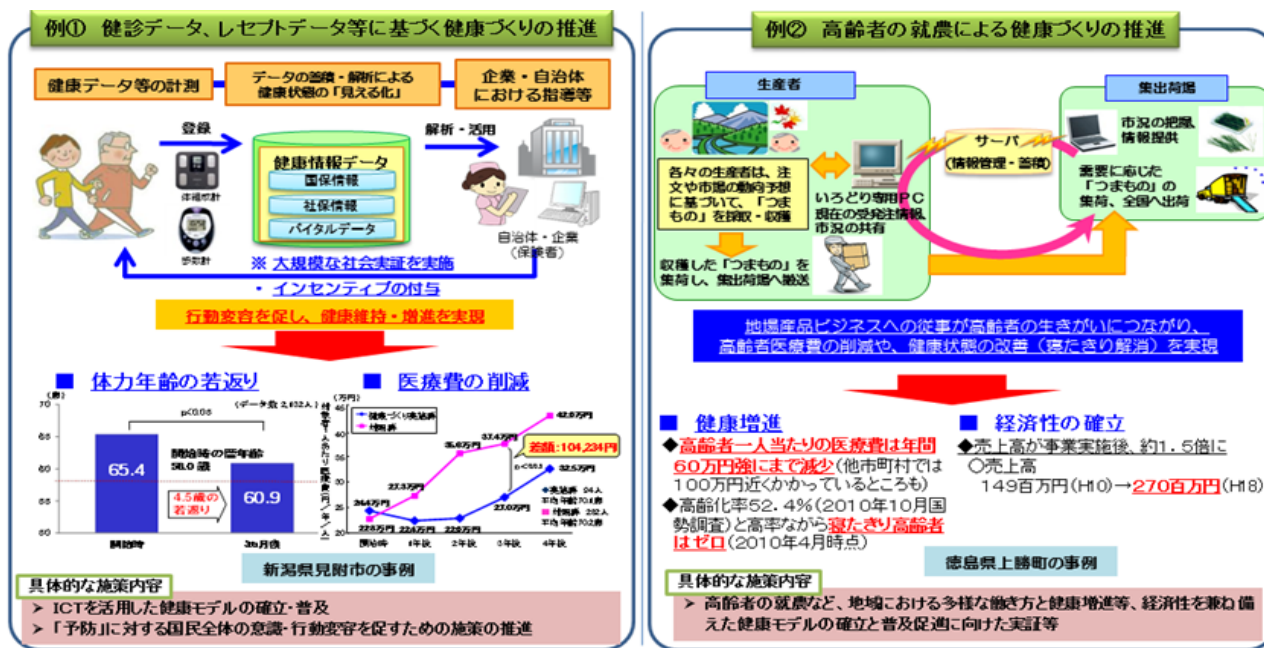 例① 健診データ、レセプトデータ等に基づく健康づくりの推進
健康データ等の計測
データの蓄積・解析による
健康状態の「見える化」
企業・自治体
における指導等
登録
解析・活用
体組成計
健康情報データ
国保情報
社保情報
バイタルデータ
自治体・企業
(保険者)
※ 大規模な社会実証を実施
・ インセンティブの付与
行動変容を促し、健康維持・増進を実現
■ 体力年齢の若返り
(歳)
70
65
60
(データ数 2,632人)
65.4
開始時の暦年齢
4.5歳の
若返り
60.9
開始時
■ 医療費の削減
(万円)
健康づくり実施群
対照群
45
35
30
25
20
42.0万円
37.4万円
27.3万円
32.5万円
27.0万円
差額:104,234円
開始時
1年後
2年後
3年後
4年後
新潟県見附市の事例
具体的な施策内容
➢ ICTを活用した健康モデルの確立・普及
➢ 「予防」に対する国民全体の意識・行動変容を促すための施策の推進
例② 高齢者の就農による健康づくりの推進
生産者
各々の生産者は、注
文や市場の動向予想
に基づいて、「つま
もの」を採取・収穫
いろどり専用PC
現在の受発注情報、
市況の共有
収穫した「つまもの」を
集荷し、集出荷場へ搬送
サーバ
(情報管理・蓄積)
集出荷場
市況の把握、
情報提供
需要に応じた
「つまもの」の
集荷、全国へ出荷
地場産品ビジネスへの従事が高齢者の生きがいにつながり、
高齢者医療費の削減や、健康状態の改善(寝たきり解消)を実現
■ 健康増進
◆高齢者一人当たりの医療費は年間
60万円強にまで減少(他市町村では
100万円近くかかっているところも)
◆高齢化率52.4%(2010年10月国
勢調査)と高率ながら寝たきり高齢者
はゼロ(2010年4月時点)
■ 経済性の確立
◆売上高が事業実施後、約1.5倍に
○売上高
149百万円(H10)→270百万円(H18)
徳島県上勝町の事例
具体的な施策内容
➢ 高齢者の就農など、地域における多様な働き方と健康増進等、経済性を兼ね備
えた健康モデルの確立と普及促進に向けた実証等